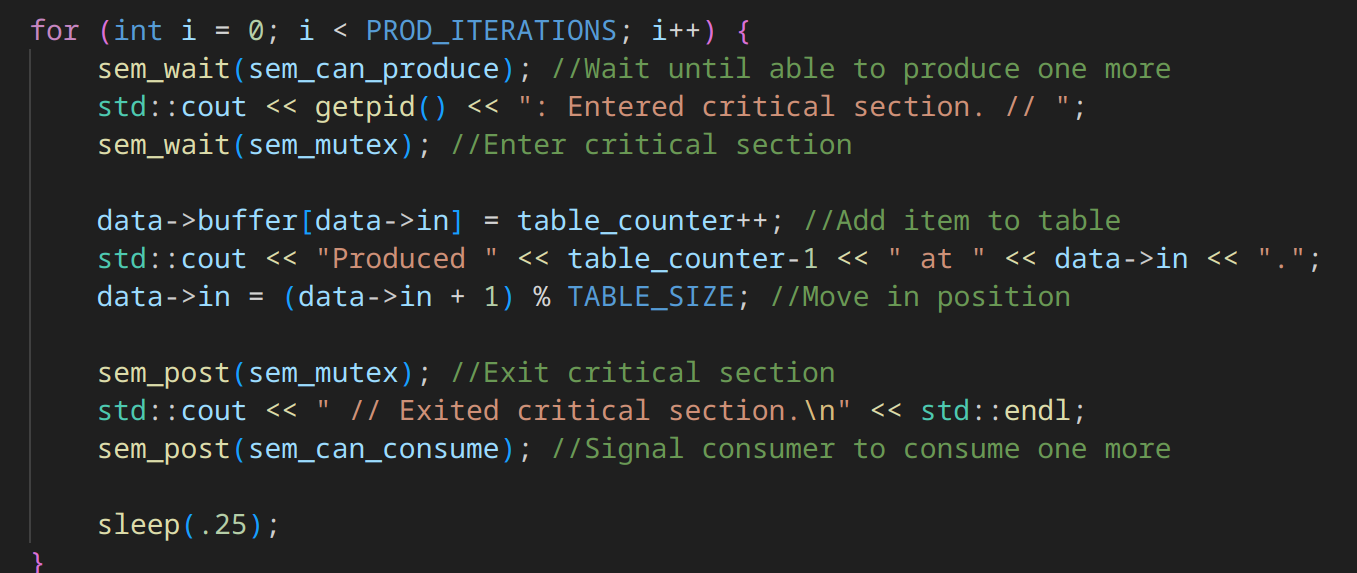 for (int i = 0; i < PROD_ITERATIONS; i++) {
    sem_wait(sem_can_produce); //Wait until able to produce one more
    std::cout << getpid() << ": Entered critical section. // ";
    sem_wait(sem_mutex); //Enter critical section

    data->buffer[data->in] = table_counter++; //Add item to table
    std::cout << "Produced " << table_counter-1 << " at " << data->in << ".";
    data->in = (data->in + 1) % TABLE_SIZE; //Move in position

    sem_post(sem_mutex); //Exit critical section
    std::cout << " // Exited critical section.\n" << std::endl;
    sem_post(sem_can_consume); //Signal consumer to consume one more

    sleep(.25);
}